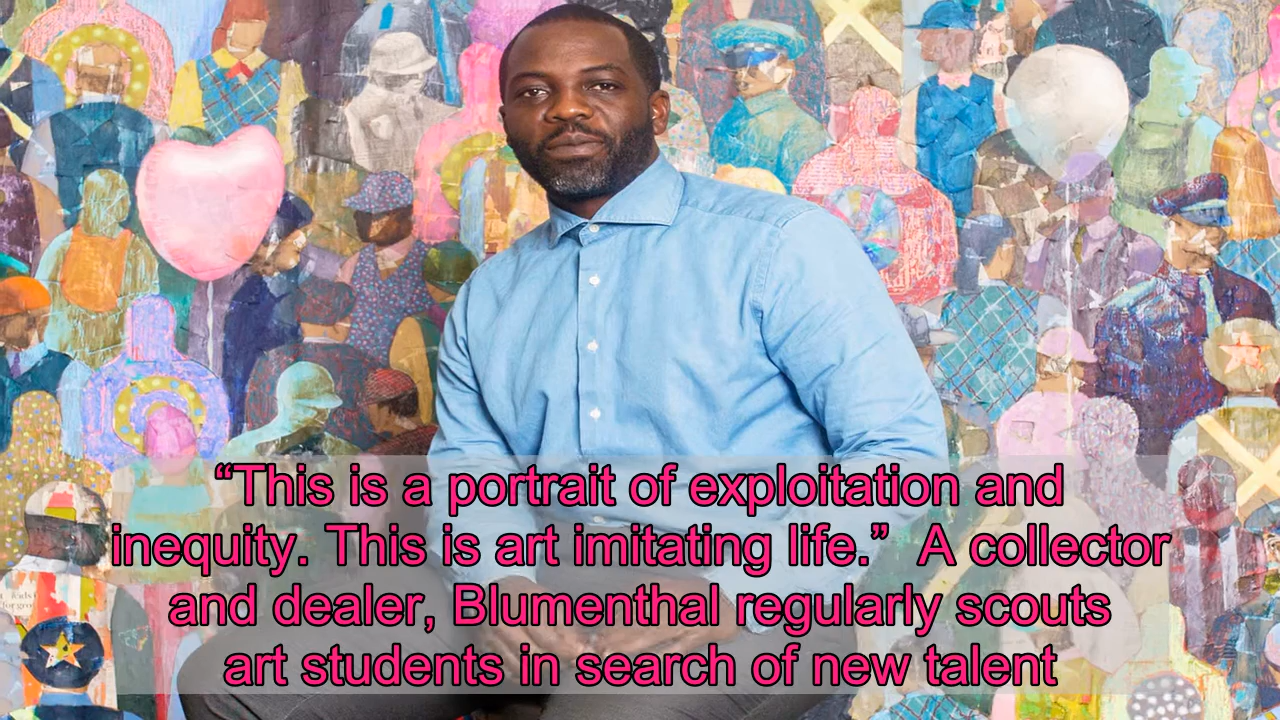 “This is a portrait of exploitation and
inequity. This is art imitating life.”  A collector
and dealer, Blumenthal regularly scouts
art students in search of new talent